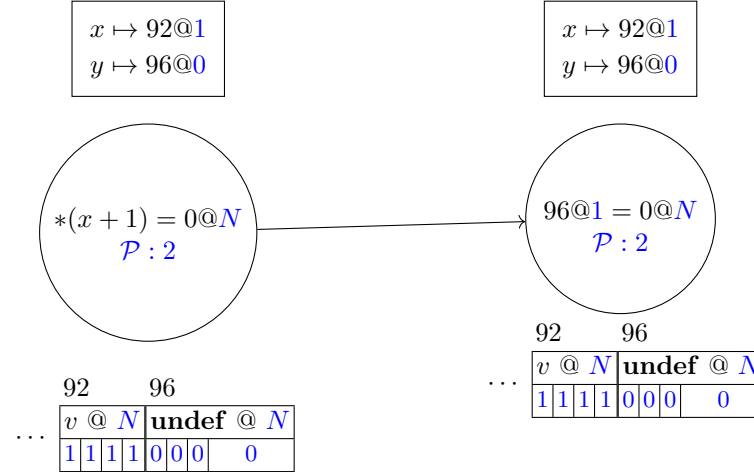 x ↦ 92@1
y ↦ 96@0
*(x + 1) = 0@N
𝒫 : 2
92 96
... v @ N undef @ N
1 1 1 1 0 0 0 0
x ↦ 92@1
y ↦ 96@0
96@1 = 0@N
𝒫 : 2
92 96
... v @ N undef @ N
1 1 1 1 0 0 0 0